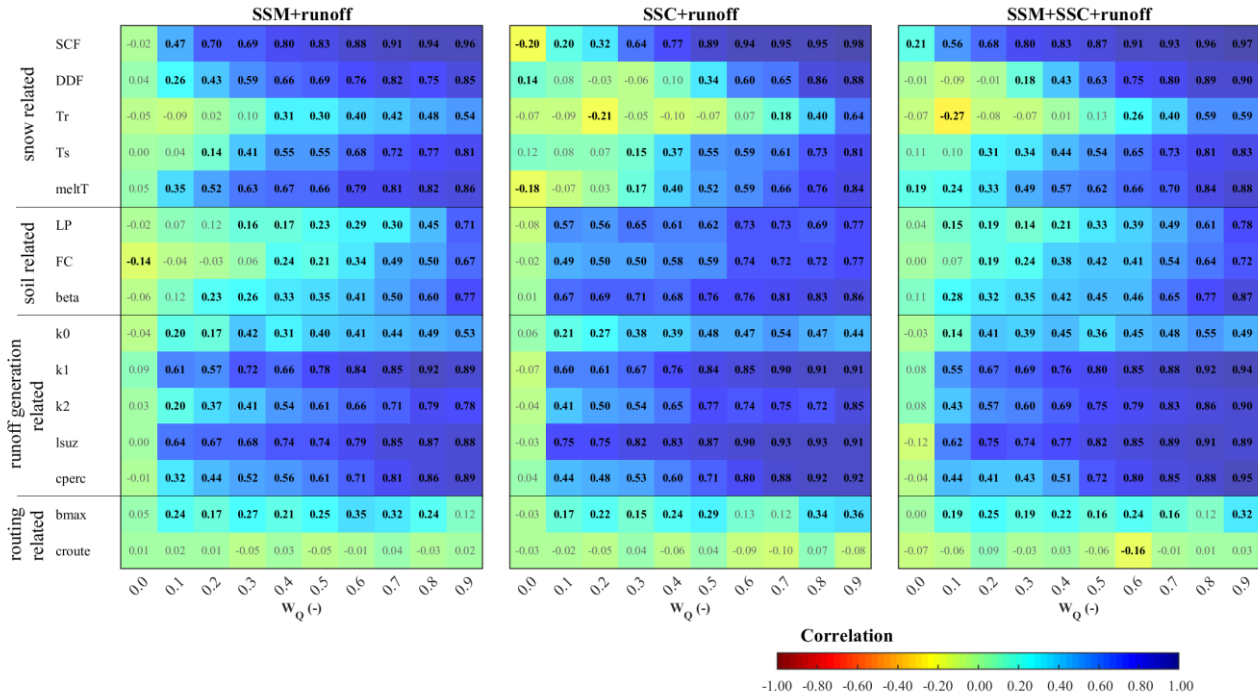 SSM+runoff SSC+runoff SSM+SSC+runoff
snow related
SCF -0.02 0.47 0.70 0.69 0.80 0.83 0.88 0.91 0.94 0.96 -0.20 0.20 0.32 0.64 0.77 0.89 0.94 0.95 0.95 0.98 0.21 0.56 0.68 0.80 0.83 0.87 0.91 0.93 0.96 0.97
DDF 0.04 0.26 0.43 0.59 0.66 0.69 0.76 0.82 0.75 0.85 0.14 0.08 -0.03 -0.06 0.10 0.34 0.60 0.65 0.86 0.88 -0.01 -0.09 -0.01 0.18 0.43 0.63 0.75 0.80 0.89 0.90
Tr -0.05 -0.09 0.02 0.10 0.31 0.30 0.40 0.42 0.48 0.54 -0.07 -0.09 -0.21 -0.05 -0.10 -0.07 0.07 0.18 0.40 0.64 -0.07 -0.27 -0.08 -0.07 0.01 0.13 0.26 0.40 0.59 0.59
Ts 0.00 0.04 0.14 0.41 0.55 0.55 0.68 0.72 0.77 0.81 0.12 0.08 0.07 0.15 0.37 0.55 0.59 0.61 0.73 0.81 0.11 0.10 0.31 0.34 0.44 0.54 0.65 0.73 0.81 0.83
meltT 0.05 0.35 0.52 0.63 0.67 0.66 0.79 0.81 0.82 0.86 -0.18 -0.07 0.03 0.17 0.40 0.52 0.59 0.66 0.76 0.84 0.19 0.24 0.33 0.49 0.57 0.62 0.66 0.70 0.84 0.88
soil related
LP -0.02 0.07 0.12 0.16 0.17 0.23 0.29 0.30 0.45 0.71 -0.08 0.57 0.56 0.65 0.61 0.62 0.73 0.73 0.69 0.77 0.04 0.15 0.19 0.14 0.21 0.33 0.39 0.49 0.61 0.78
FC -0.14 -0.04 -0.03 0.06 0.24 0.21 0.34 0.49 0.50 0.67 -0.02 0.49 0.50 0.50 0.58 0.59 0.74 0.72 0.72 0.77 0.00 0.07 0.19 0.24 0.38 0.42 0.41 0.54 0.64 0.72
beta -0.06 0.12 0.23 0.26 0.33 0.35 0.41 0.50 0.60 0.77 0.01 0.67 0.69 0.71 0.68 0.76 0.76 0.81 0.83 0.86 0.11 0.28 0.32 0.35 0.42 0.45 0.46 0.65 0.77 0.87
runoff generation related
k0 -0.04 0.20 0.17 0.42 0.31 0.40 0.41 0.44 0.49 0.53 0.06 0.21 0.27 0.38 0.39 0.48 0.47 0.54 0.47 0.44 -0.03 0.14 0.41 0.39 0.45 0.36 0.45 0.48 0.55 0.49
k1 0.09 0.61 0.57 0.72 0.66 0.78 0.84 0.85 0.92 0.89 -0.07 0.60 0.61 0.67 0.76 0.84 0.85 0.90 0.91 0.91 0.08 0.55 0.67 0.69 0.76 0.80 0.85 0.88 0.92 0.94
k2 0.03 0.20 0.37 0.41 0.54 0.61 0.66 0.71 0.79 0.78 -0.04 0.41 0.50 0.54 0.65 0.77 0.74 0.75 0.72 0.85 0.08 0.43 0.57 0.60 0.69 0.75 0.79 0.83 0.86 0.90
lsuz 0.00 0.64 0.67 0.68 0.74 0.74 0.79 0.85 0.87 0.88 -0.03 0.75 0.75 0.82 0.83 0.87 0.90 0.93 0.93 0.91 -0.12 0.62 0.75 0.74 0.77 0.82 0.85 0.89 0.91 0.89
cperc -0.01 0.32 0.44 0.52 0.56 0.61 0.71 0.81 0.86 0.89 0.04 0.44 0.48 0.53 0.60 0.71 0.80 0.88 0.92 0.92 -0.04 0.44 0.41 0.43 0.51 0.72 0.80 0.85 0.88 0.95
routing related
bmax 0.05 0.24 0.17 0.27 0.21 0.25 0.35 0.32 0.24 0.12 -0.03 0.17 0.22 0.15 0.24 0.29 0.13 0.12 0.34 0.36 0.00 0.19 0.25 0.19 0.22 0.16 0.24 0.16 0.12 0.32
croute 0.01 0.02 0.01 -0.05 0.03 -0.05 -0.01 0.04 -0.03 0.02 -0.03 -0.02 -0.05 0.04 -0.06 0.04 -0.09 -0.10 0.07 -0.08 -0.07 -0.06 0.09 -0.03 0.03 -0.06 -0.16 -0.01 0.01 0.03
0.0 0.1 0.2 0.3 0.4 0.5 0.6 0.7 0.8 0.9 0.0 0.1 0.2 0.3 0.4 0.5 0.6 0.7 0.8 0.9 0.0 0.1 0.2 0.3 0.4 0.5 0.6 0.7 0.8 0.9
W_Q (-) W_Q (-) W_Q (-)
Correlation
-1.00 -0.80 -0.60 -0.40 -0.20 0.00 0.20 0.40 0.60 0.80 1.00